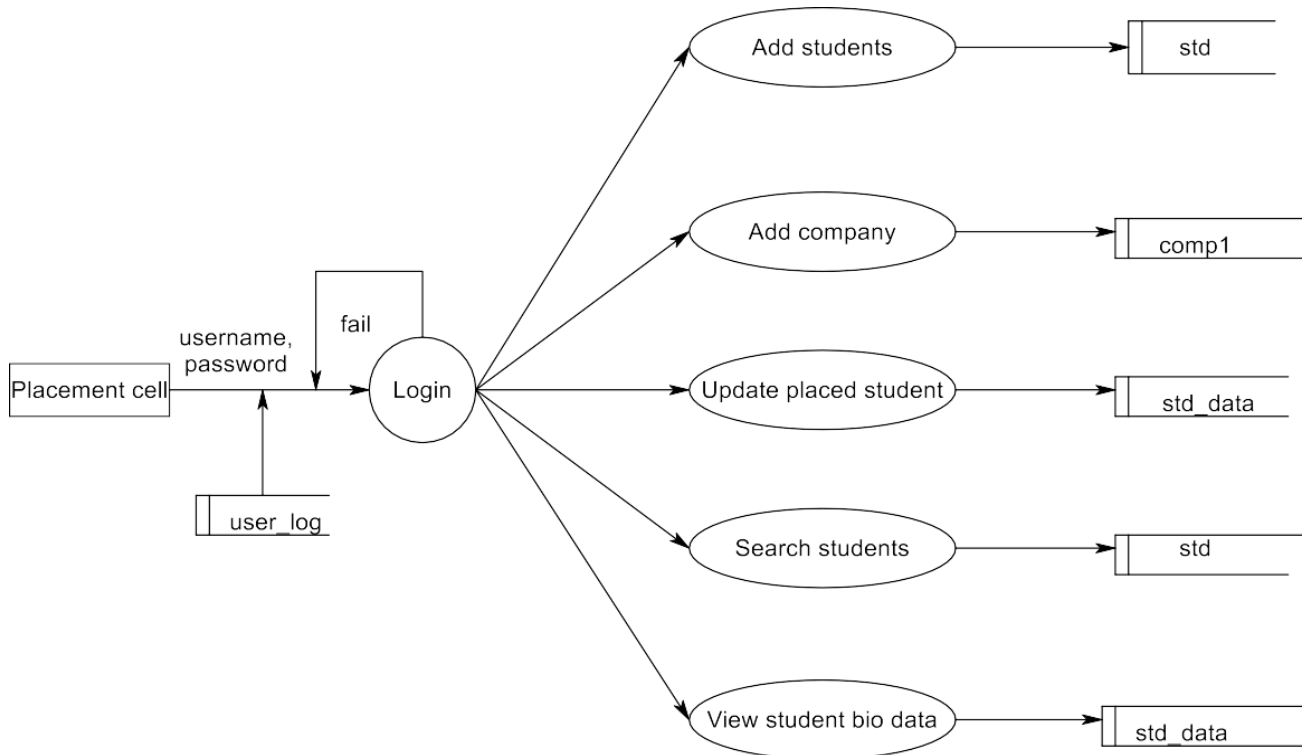 Add students
std
Add company
comp1
fail
username,
password
Placement cell
Login
Update placed student
std_data
user_log
Search students
std
View student bio data
std_data